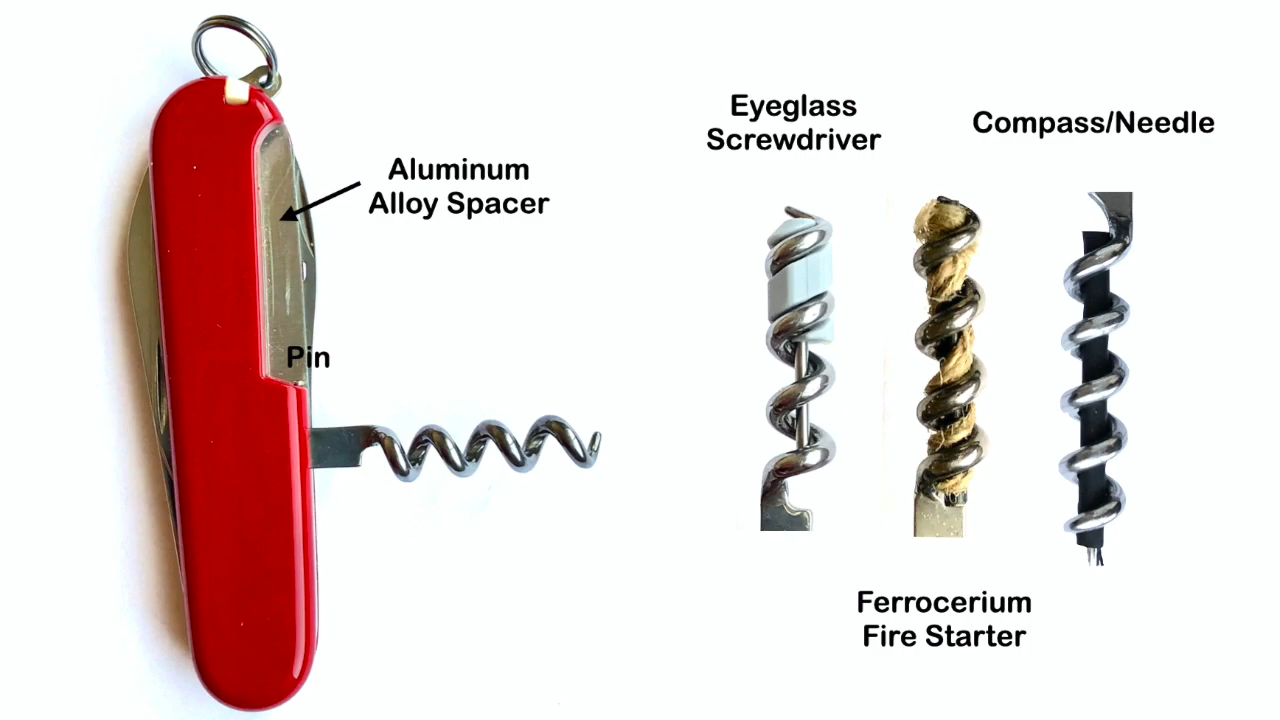 Aluminum
Alloy Spacer
Pin
Eyeglass
Screwdriver
Compass/Needle
Ferrocerium
Fire Starter